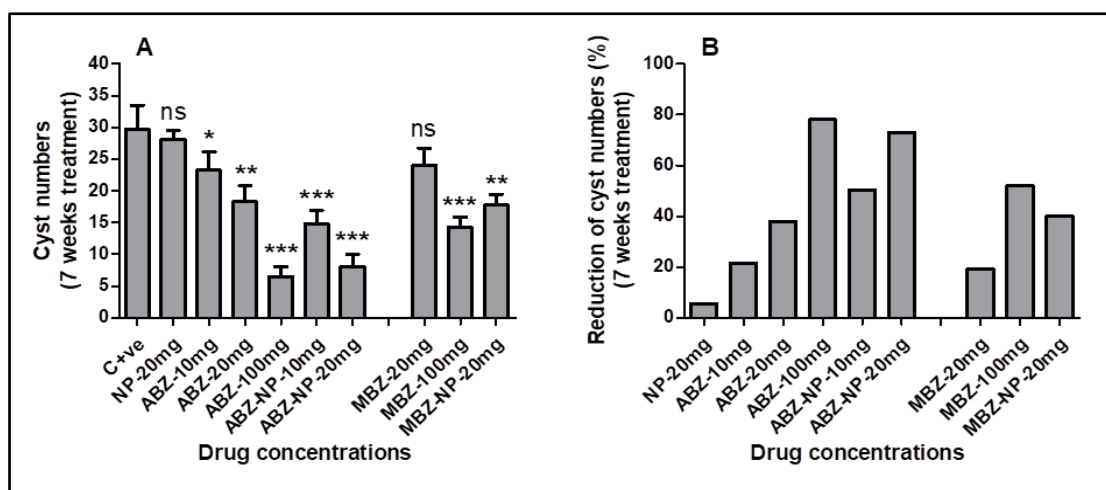 A
Cyst numbers
(7 weeks treatment)
40
35
30
25
20
15
10
5
0
ns
*
**
***
***
***
ns
***
**
C+ve
NP-20mg
ABZ-10mg
ABZ-20mg
ABZ-100mg
ABZ-NP-10mg
ABZ-NP-20mg
MBZ-20mg
MBZ-100mg
MBZ-NP-20mg
Drug concentrations
B
Reduction of cyst numbers (%)
(7 weeks treatment)
100
80
60
40
20
0
NP-20mg
ABZ-10mg
ABZ-20mg
ABZ-100mg
ABZ-NP-10mg
ABZ-NP-20mg
MBZ-20mg
MBZ-100mg
MBZ-NP-20mg
Drug concentrations